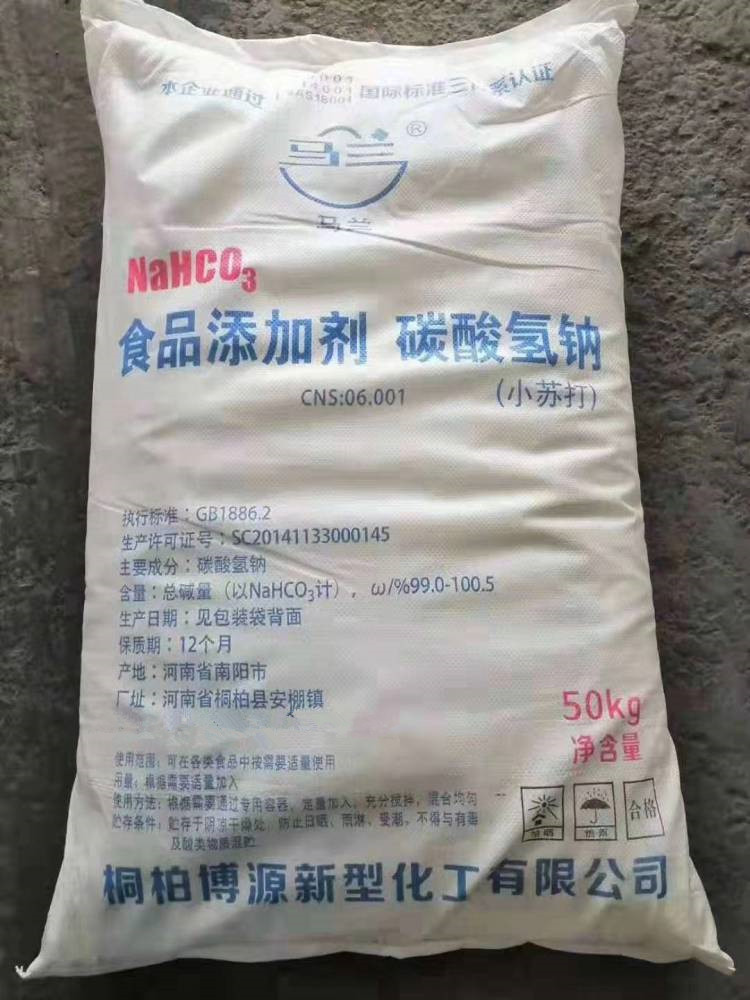 本企业通过
14001
国际标准三
系认证
马兰®
马兰
NaHCO₃
食品添加剂 碳酸氢钠
CNS:06.001
(小苏打)
执行标准：GB1886.2
生产许可证号：SC20141133000145
主要成分：碳酸氢钠
含量：总碱量（以NaHCO₃计），ω/%99.0-100.5
生产日期：见包装袋背面
保质期：12个月
产地：河南省南阳市
厂址：河南省桐柏县安棚镇
50kg
净含量
使用范围：可在各类食品中按需要适量使用
用量：根据需要适量加入
使用方法：根据需要通过专用容器，定量加入，充分搅拌，混合均匀
贮存条件：贮存于阴凉干燥处，防止日晒、雨淋、受潮，不得与有毒
及酸类物质混贮
合格
桐柏博源新型化工有限公司